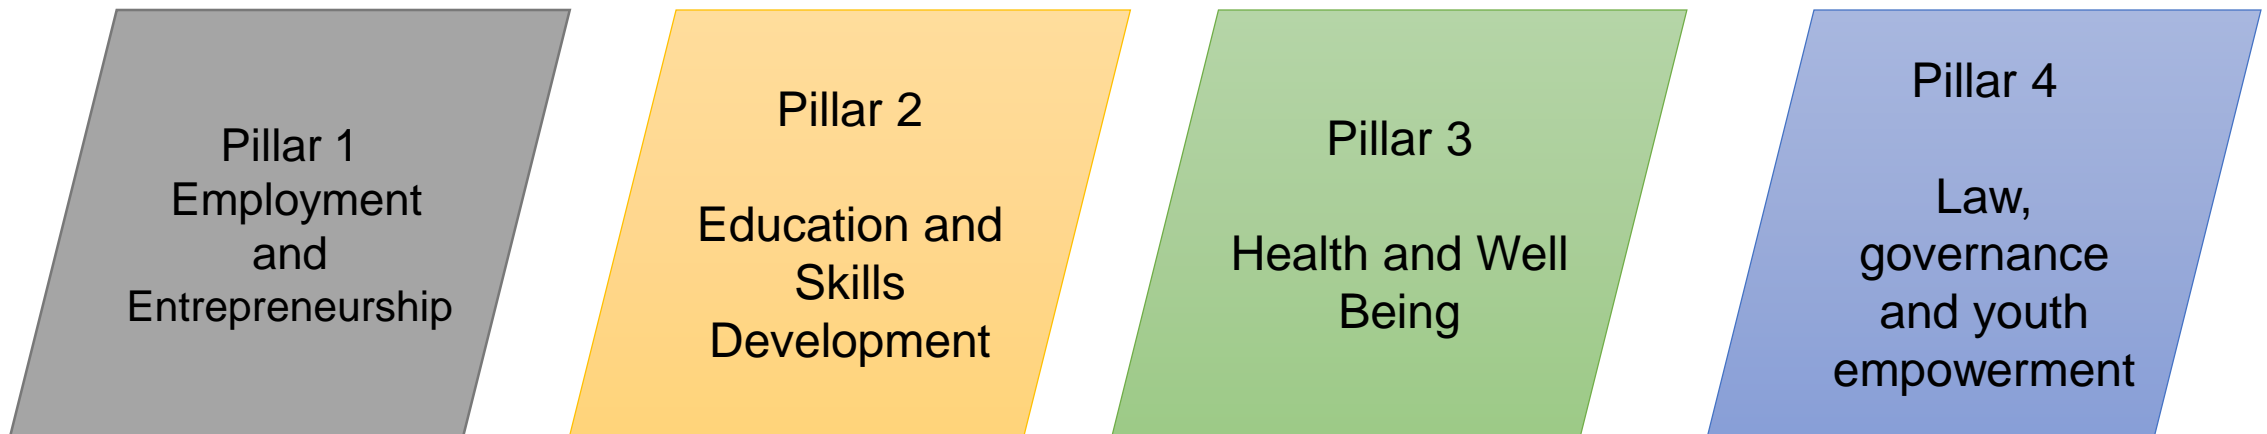 Pillar 1
Employment
and
Entrepreneurship
Pillar 2
Education and
Skills
Development
Pillar 3
Health and Well
Being
Pillar 4
Law,
governance
and youth
empowerment